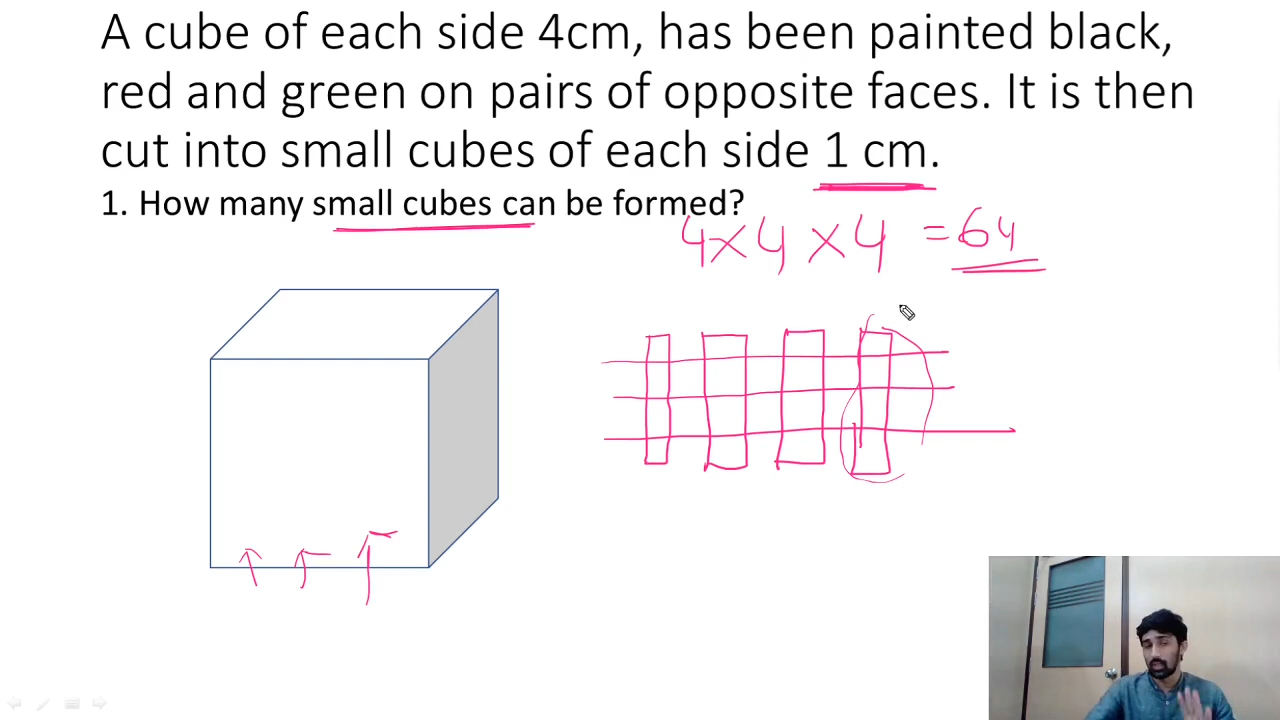 A cube of each side 4cm, has been painted black,
red and green on pairs of opposite faces. It is then
cut into small cubes of each side 1 cm.
1. How many small cubes can be formed?
4×4×4 =64